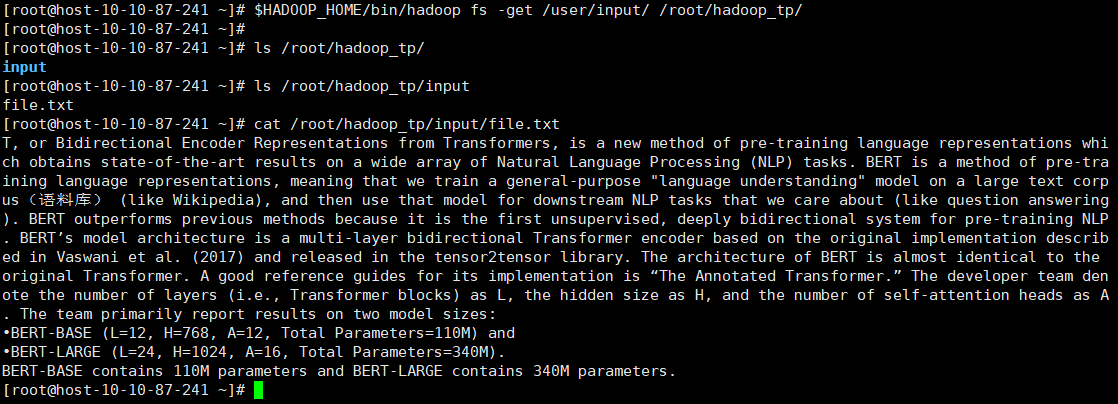 [root@host-10-10-87-241 ~]# $HADOOP_HOME/bin/hadoop fs -get /user/input/ /root/hadoop_tp/
[root@host-10-10-87-241 ~]#
[root@host-10-10-87-241 ~]# ls /root/hadoop_tp/
input
[root@host-10-10-87-241 ~]# ls /root/hadoop_tp/input
file.txt
[root@host-10-10-87-241 ~]# cat /root/hadoop_tp/input/file.txt
T, or Bidirectional Encoder Representations from Transformers, is a new method of pre-training language representations whi
ch obtains state-of-the-art results on a wide array of Natural Language Processing (NLP) tasks. BERT is a method of pre-tra
ining language representations, meaning that we train a general-purpose "language understanding" model on a large text corp
us（语料库） (like Wikipedia), and then use that model for downstream NLP tasks that we care about (like question answering
). BERT outperforms previous methods because it is the first unsupervised, deeply bidirectional system for pre-training NLP
. BERT’s model architecture is a multi-layer bidirectional Transformer encoder based on the original implementation describ
ed in Vaswani et al. (2017) and released in the tensor2tensor library. The architecture of BERT is almost identical to the
original Transformer. A good reference guides for its implementation is “The Annotated Transformer.” The developer team den
ote the number of layers (i.e., Transformer blocks) as L, the hidden size as H, and the number of self-attention heads as A
. The team primarily report results on two model sizes:
•BERT-BASE (L=12, H=768, A=12, Total Parameters=110M) and
•BERT-LARGE (L=24, H=1024, A=16, Total Parameters=340M).
BERT-BASE contains 110M parameters and BERT-LARGE contains 340M parameters.
[root@host-10-10-87-241 ~]#